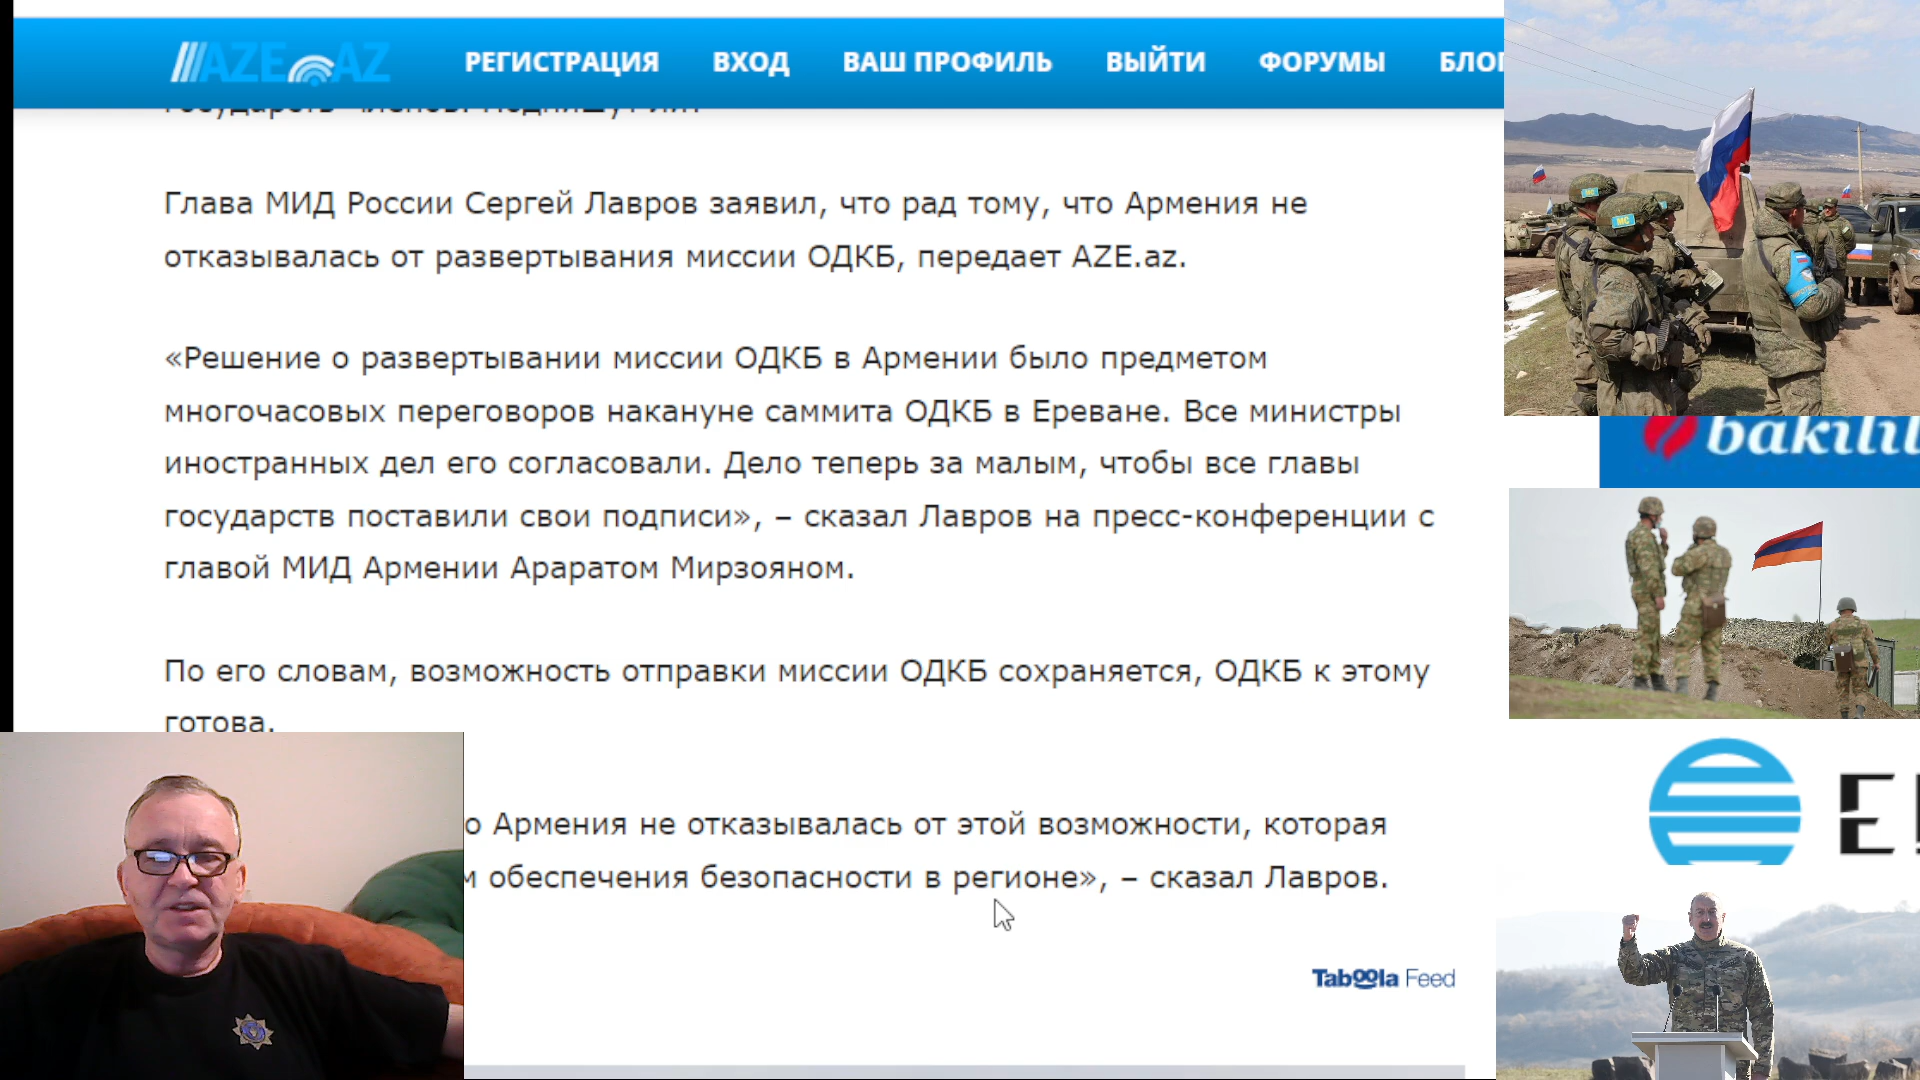 AZE.AZ
РЕГИСТРАЦИЯ ВХОД ВАШ ПРОФИЛЬ ВЫЙТИ ФОРУМЫ
Глава МИД России Сергей Лавров заявил, что рад тому, что Армения не
отказывалась от развертывания миссии ОДКБ, передает AZE.az.
«Решение о развертывании миссии ОДКБ в Армении было предметом
многочасовых переговоров накануне саммита ОДКБ в Ереване. Все министры
иностранных дел его согласовали. Дело теперь за малым, чтобы все главы
государств поставили свои подписи», – сказал Лавров на пресс-конференции с
главой МИД Армении Араратом Мирзояном.
По его словам, возможность отправки миссии ОДКБ сохраняется, ОДКБ к этому
готова.
о Армения не отказывалась от этой возможности, которая
обеспечения безопасности в регионе», – сказал Лавров.
Taboola Feed
МС
МС